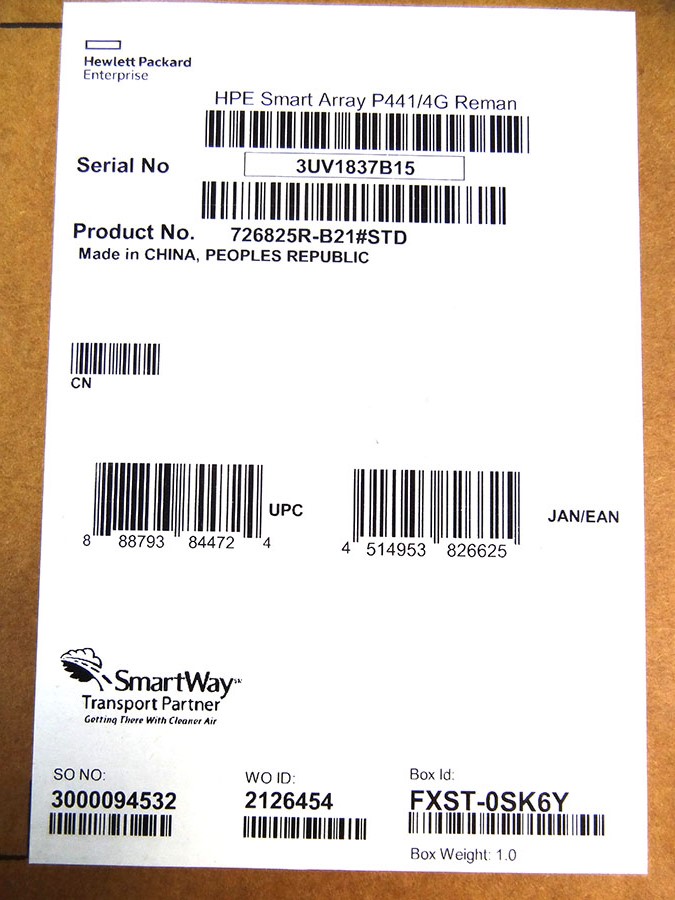 Hewlett Packard
Enterprise
HPE Smart Array P441/4G Reman
Serial No 3UV1837B15
Product No. 726825R-B21#STD
Made in CHINA, PEOPLES REPUBLIC
CN
UPC
8 88793 84472 4
JAN/EAN
4 514953 826625
SmartWay
Transport Partner
Getting There With Cleaner Air
SO NO: WO ID: Box Id:
3000094532 2126454 FXST-0SK6Y
Box Weight: 1.0